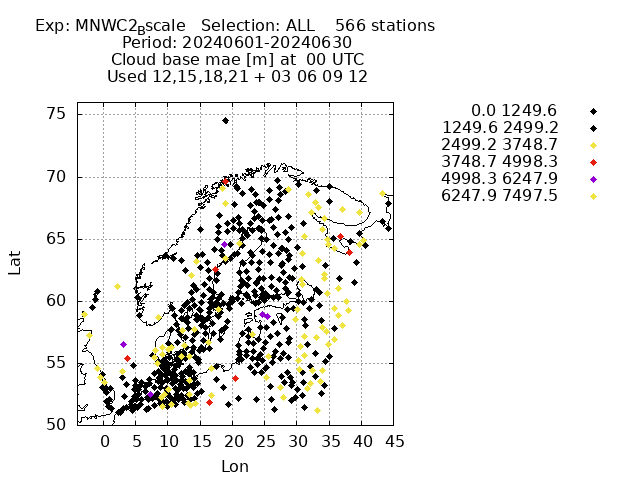 Exp: MNWC2Bscale Selection: ALL 566 stations
Period: 20240601-20240630
Cloud base mae [m] at 00 UTC
Used 12,15,18,21 + 03 06 09 12
0.0 1249.6
1249.6 2499.2
2499.2 3748.7
3748.7 4998.3
4998.3 6247.9
6247.9 7497.5
75
70
65
60
55
50
Lat
0 5 10 15 20 25 30 35 40 45
Lon